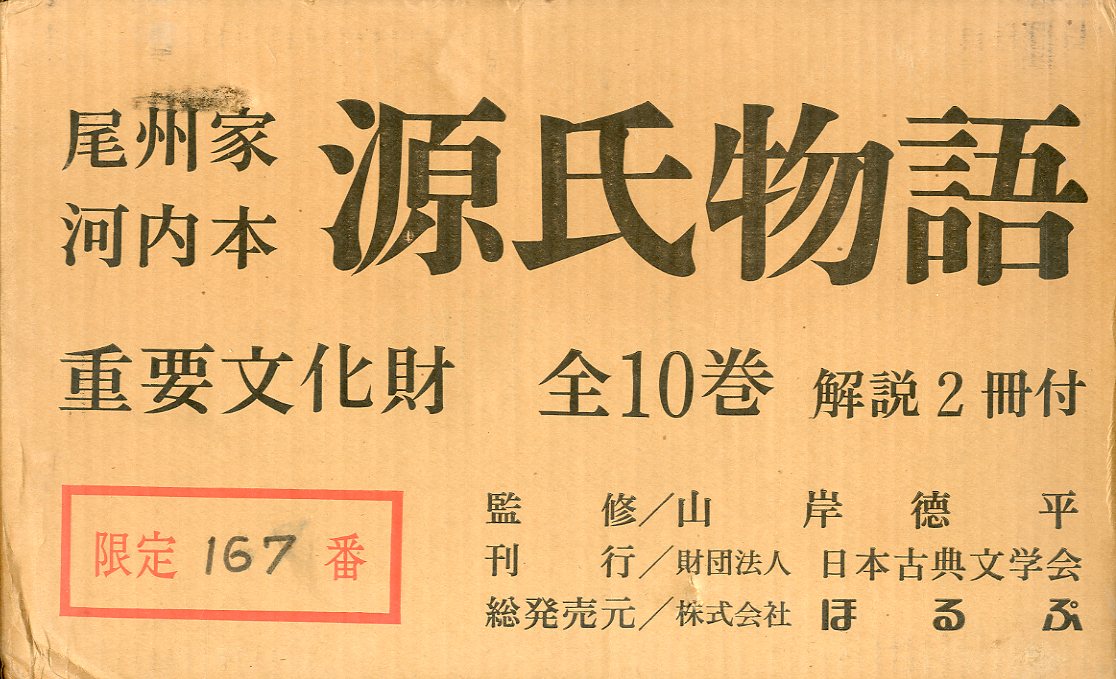 尾州家
河内本
源氏物語
重要文化財 全10巻 解説2冊付
限定 167 番
監修/山岸德平
刊行/財団法人 日本古典文学会
総発売元/株式会社 ほるぷ